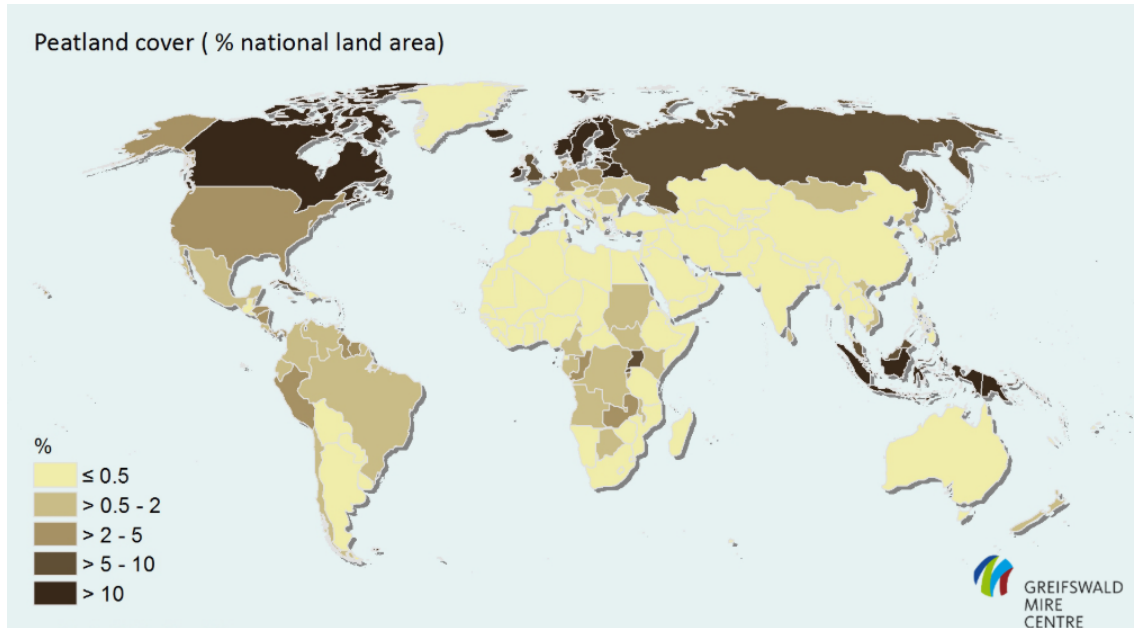 Peatland cover ( % national land area)
%
≤ 0.5
> 0.5 - 2
> 2 - 5
> 5 - 10
> 10
GREIFSWALD
MIRE
CENTRE